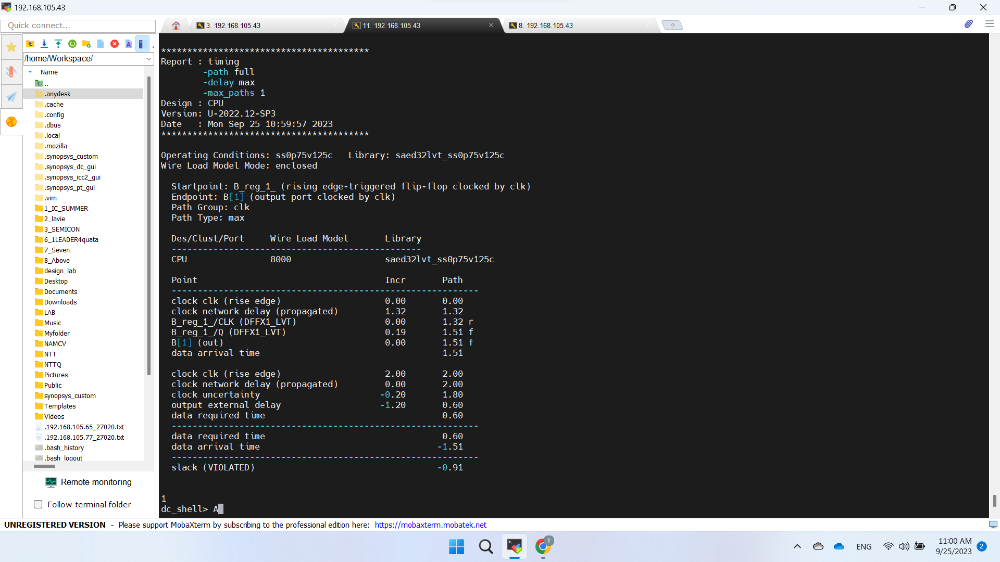 192.168.105.43
Quick connect...
3. 192.168.105.43
11. 192.168.105.43
8. 192.168.105.43
/home/Workspace/
Name
..
.anydesk
.cache
.config
.dbus
.local
.mozilla
.synopsys_custom
.synopsys_dc_gui
.synopsys_icc2_gui
.synopsys_pt_gui
.vim
1_IC_SUMMER
2_lavie
3_SEMICON
6_1LEADER4quata
7_Seven
8_Above
design_lab
Desktop
Documents
Downloads
LAB
Music
Myfolder
NAMCV
NTT
NTTQ
Pictures
Public
synopsys_custom
Templates
Videos
.192.168.105.65_27020.txt
.192.168.105.77_27020.txt
.bash_history
.bash_logout
Remote monitoring
Follow terminal folder
****************************************
Report : timing
-path full
-delay max
-max_paths 1
Design : CPU
Version: U-2022.12-SP3
Date   : Mon Sep 25 10:59:57 2023
****************************************
Operating Conditions: ss0p75v125c   Library: saed32lvt_ss0p75v125c
Wire Load Model Mode: enclosed
Startpoint: B_reg_1_ (rising edge-triggered flip-flop clocked by clk)
Endpoint: B[1] (output port clocked by clk)
Path Group: clk
Path Type: max
Des/Clust/Port     Wire Load Model       Library
------------------------------------------------
CPU                8000                  saed32lvt_ss0p75v125c
Point                                    Incr       Path
-----------------------------------------------------------
clock clk (rise edge)                    0.00       0.00
clock network delay (propagated)         1.32       1.32
B_reg_1_/CLK (DFFX1_LVT)                 0.00       1.32 r
B_reg_1_/Q (DFFX1_LVT)                   0.19       1.51 f
B[1] (out)                               0.00       1.51 f
data arrival time                                   1.51
clock clk (rise edge)                    2.00       2.00
clock network delay (propagated)         0.00       2.00
clock uncertainty                       -0.20       1.80
output external delay                   -1.20       0.60
data required time                                  0.60
-----------------------------------------------------------
data required time                                  0.60
data arrival time                                  -1.51
-----------------------------------------------------------
slack (VIOLATED)                                   -0.91
1
dc_shell> A
UNREGISTERED VERSION  -  Please support MobaXterm by subscribing to the professional edition here:  https://mobaxterm.mobatek.net
T
ENG
11:00 AM
9/25/2023
2